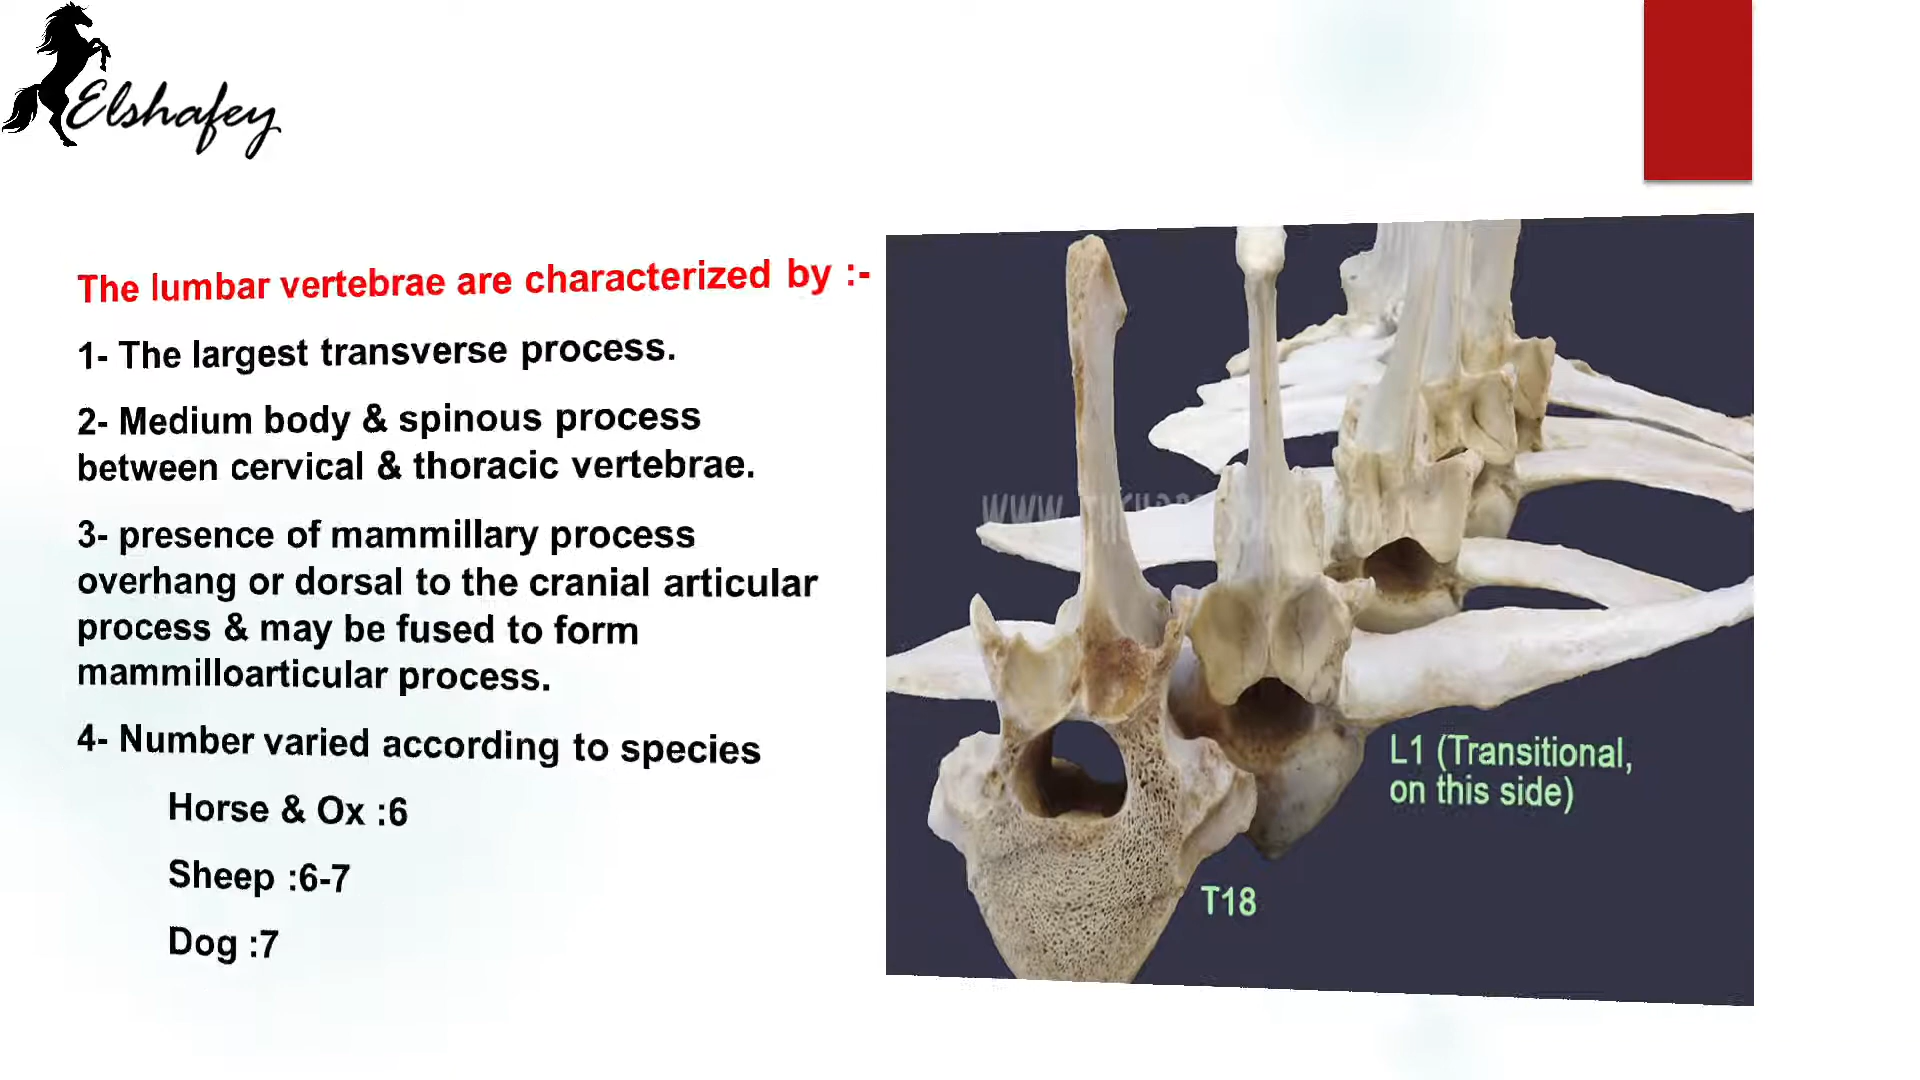 Elshafey
The lumbar vertebrae are characterized by :-
1- The largest transverse process.
2- Medium body & spinous process
between cervical & thoracic vertebrae.
3- presence of mammillary process
overhang or dorsal to the cranial articular
process & may be fused to form
mammilloarticular process.
4- Number varied according to species
Horse & Ox :6
Sheep :6-7
Dog :7
WWW.
L1 (Transitional,
on this side)
T18